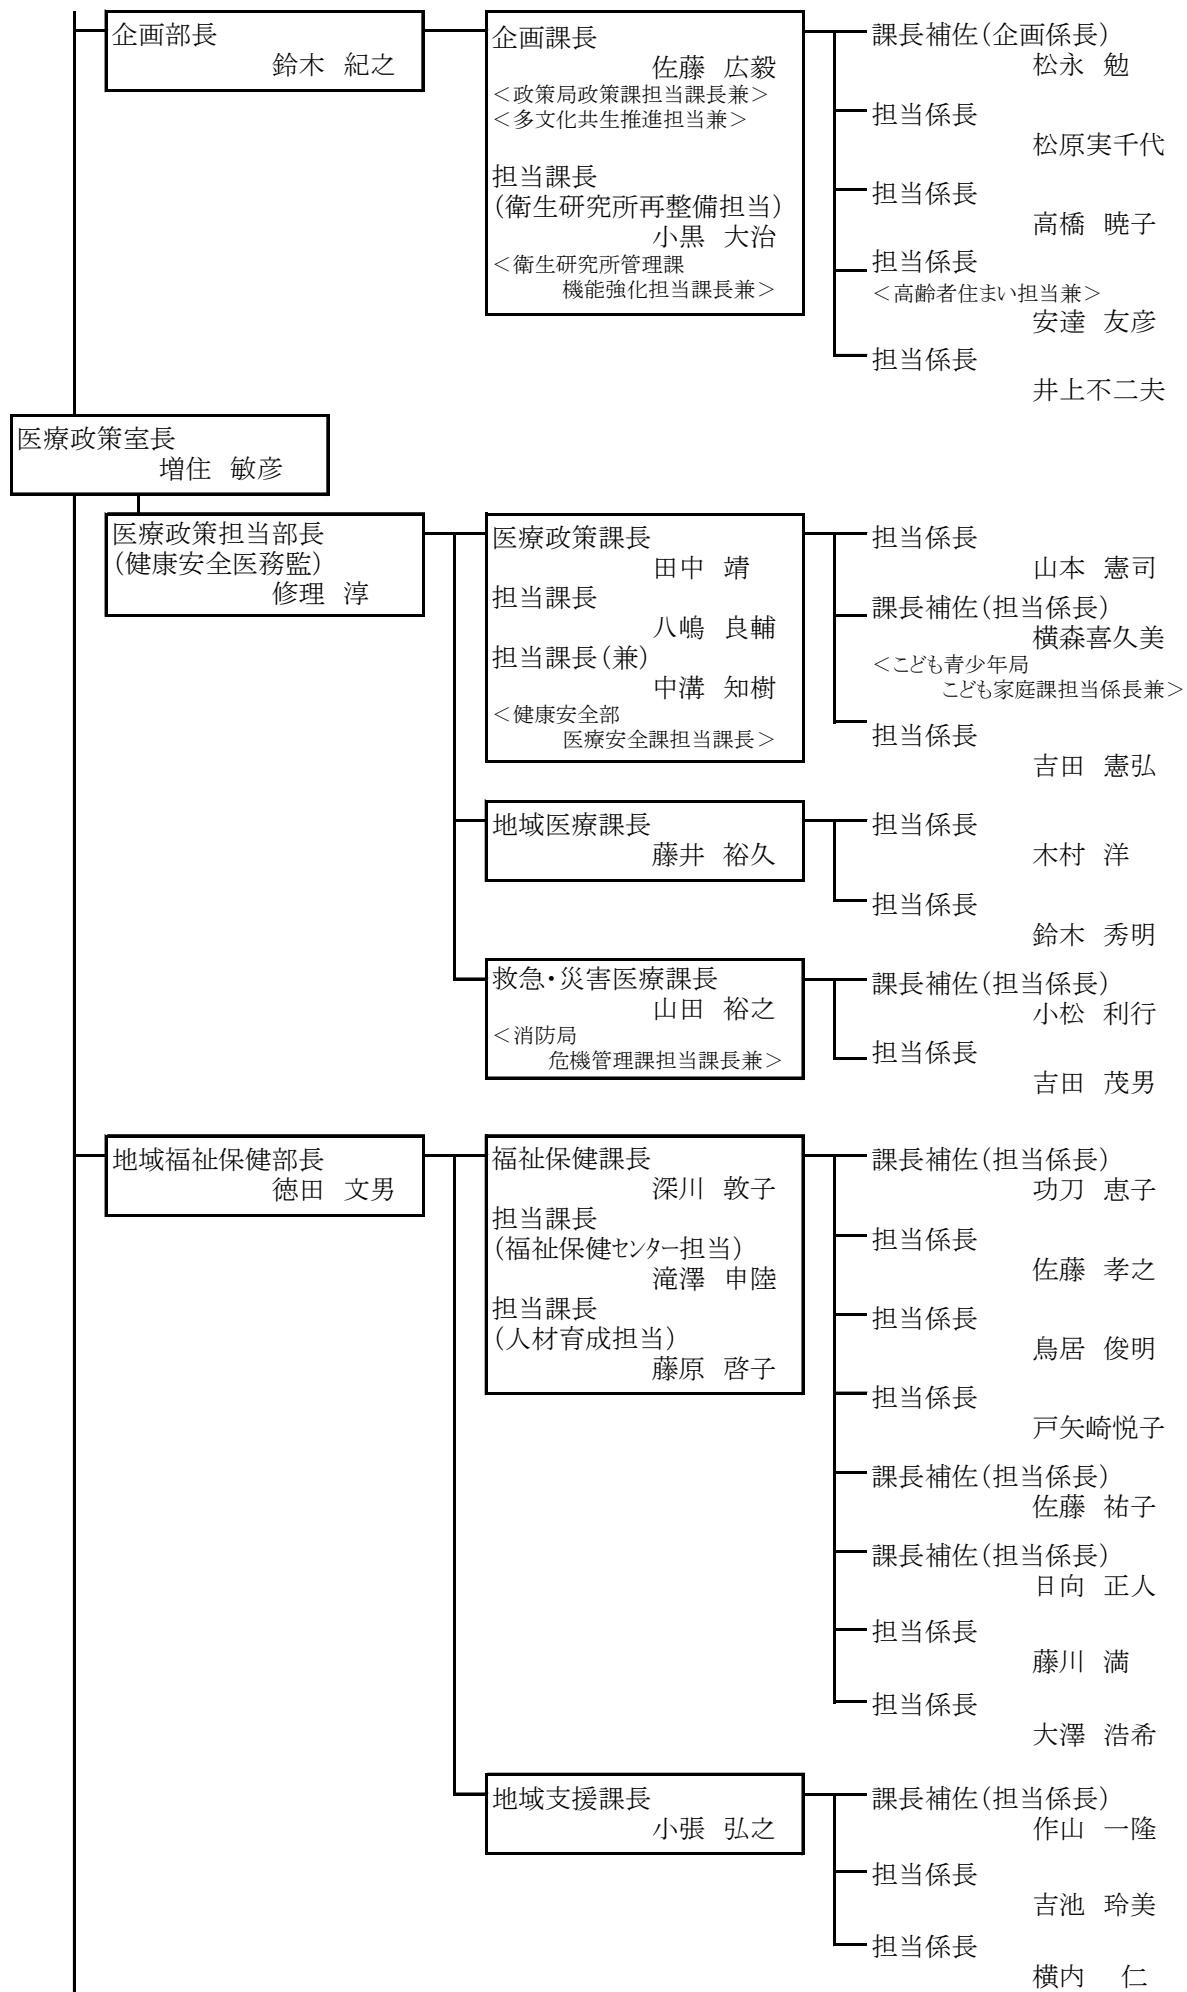 企画部長
鈴木 紀之
企画課長
佐藤 広毅
＜政策局政策課担当課長兼＞
＜多文化共生推進担当兼＞
担当課長
(衛生研究所再整備担当)
小黒 大治
＜衛生研究所管理課
機能強化担当課長兼＞
課長補佐(企画係長)
松永 勉
担当係長
松原実千代
担当係長
高橋 暁子
担当係長
＜高齢者住まい担当兼＞
安達 友彦
担当係長
井上不二夫
医療政策室長
増住 敏彦
医療政策担当部長
(健康安全医務監)
修理 淳
医療政策課長
田中 靖
担当課長
八嶋 良輔
担当課長(兼)
中溝 知樹
＜健康安全部
医療安全課担当課長＞
担当係長
山本 憲司
課長補佐(担当係長)
横森喜久美
＜こども青少年局
こども家庭課担当係長兼＞
担当係長
吉田 憲弘
地域医療課長
藤井 裕久
担当係長
木村 洋
担当係長
鈴木 秀明
救急・災害医療課長
山田 裕之
＜消防局
危機管理課担当課長兼＞
課長補佐(担当係長)
小松 利行
担当係長
吉田 茂男
地域福祉保健部長
徳田 文男
福祉保健課長
深川 敦子
担当課長
(福祉保健センター担当)
滝澤 申陸
担当課長
(人材育成担当)
藤原 啓子
課長補佐(担当係長)
功刀 恵子
担当係長
佐藤 孝之
担当係長
鳥居 俊明
担当係長
戸矢崎悦子
課長補佐(担当係長)
佐藤 祐子
課長補佐(担当係長)
日向 正人
担当係長
藤川 満
担当係長
大澤 浩希
地域支援課長
小張 弘之
課長補佐(担当係長)
作山 一隆
担当係長
吉池 玲美
担当係長
横内 仁